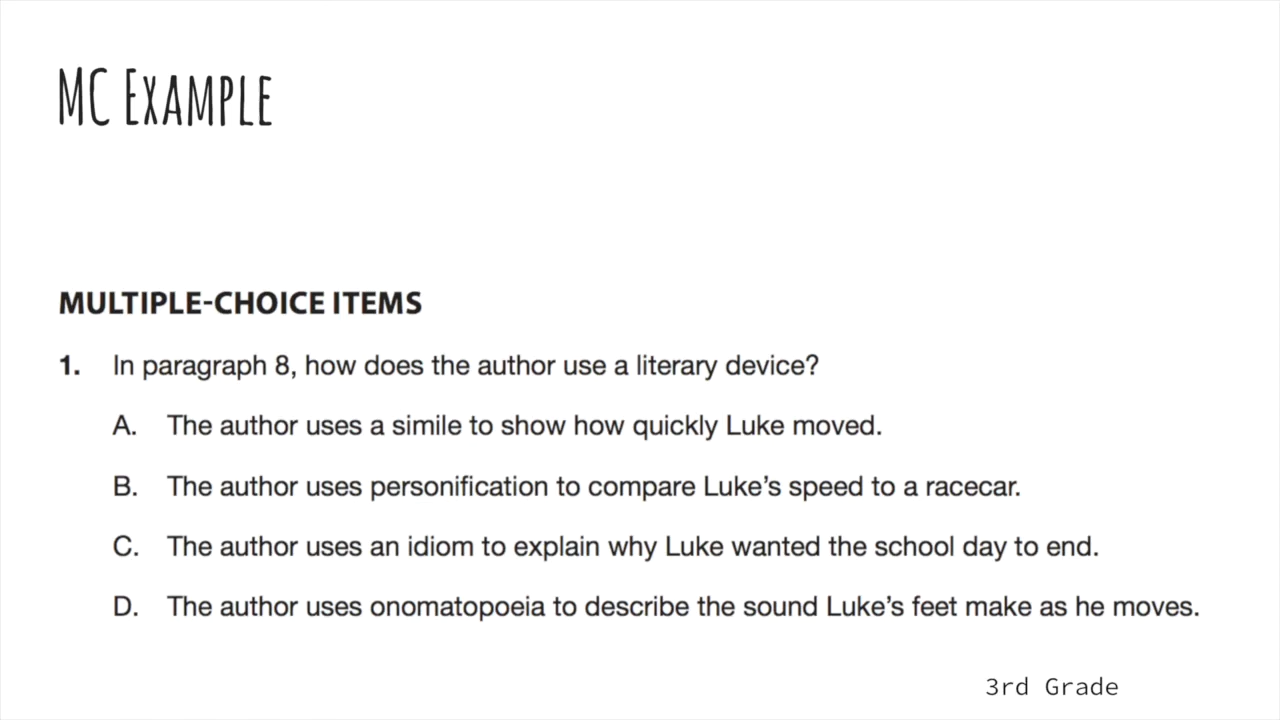 MC Example
MULTIPLE-CHOICE ITEMS
1. In paragraph 8, how does the author use a literary device?
A. The author uses a simile to show how quickly Luke moved.
B. The author uses personification to compare Luke’s speed to a racecar.
C. The author uses an idiom to explain why Luke wanted the school day to end.
D. The author uses onomatopoeia to describe the sound Luke’s feet make as he moves.
3rd Grade